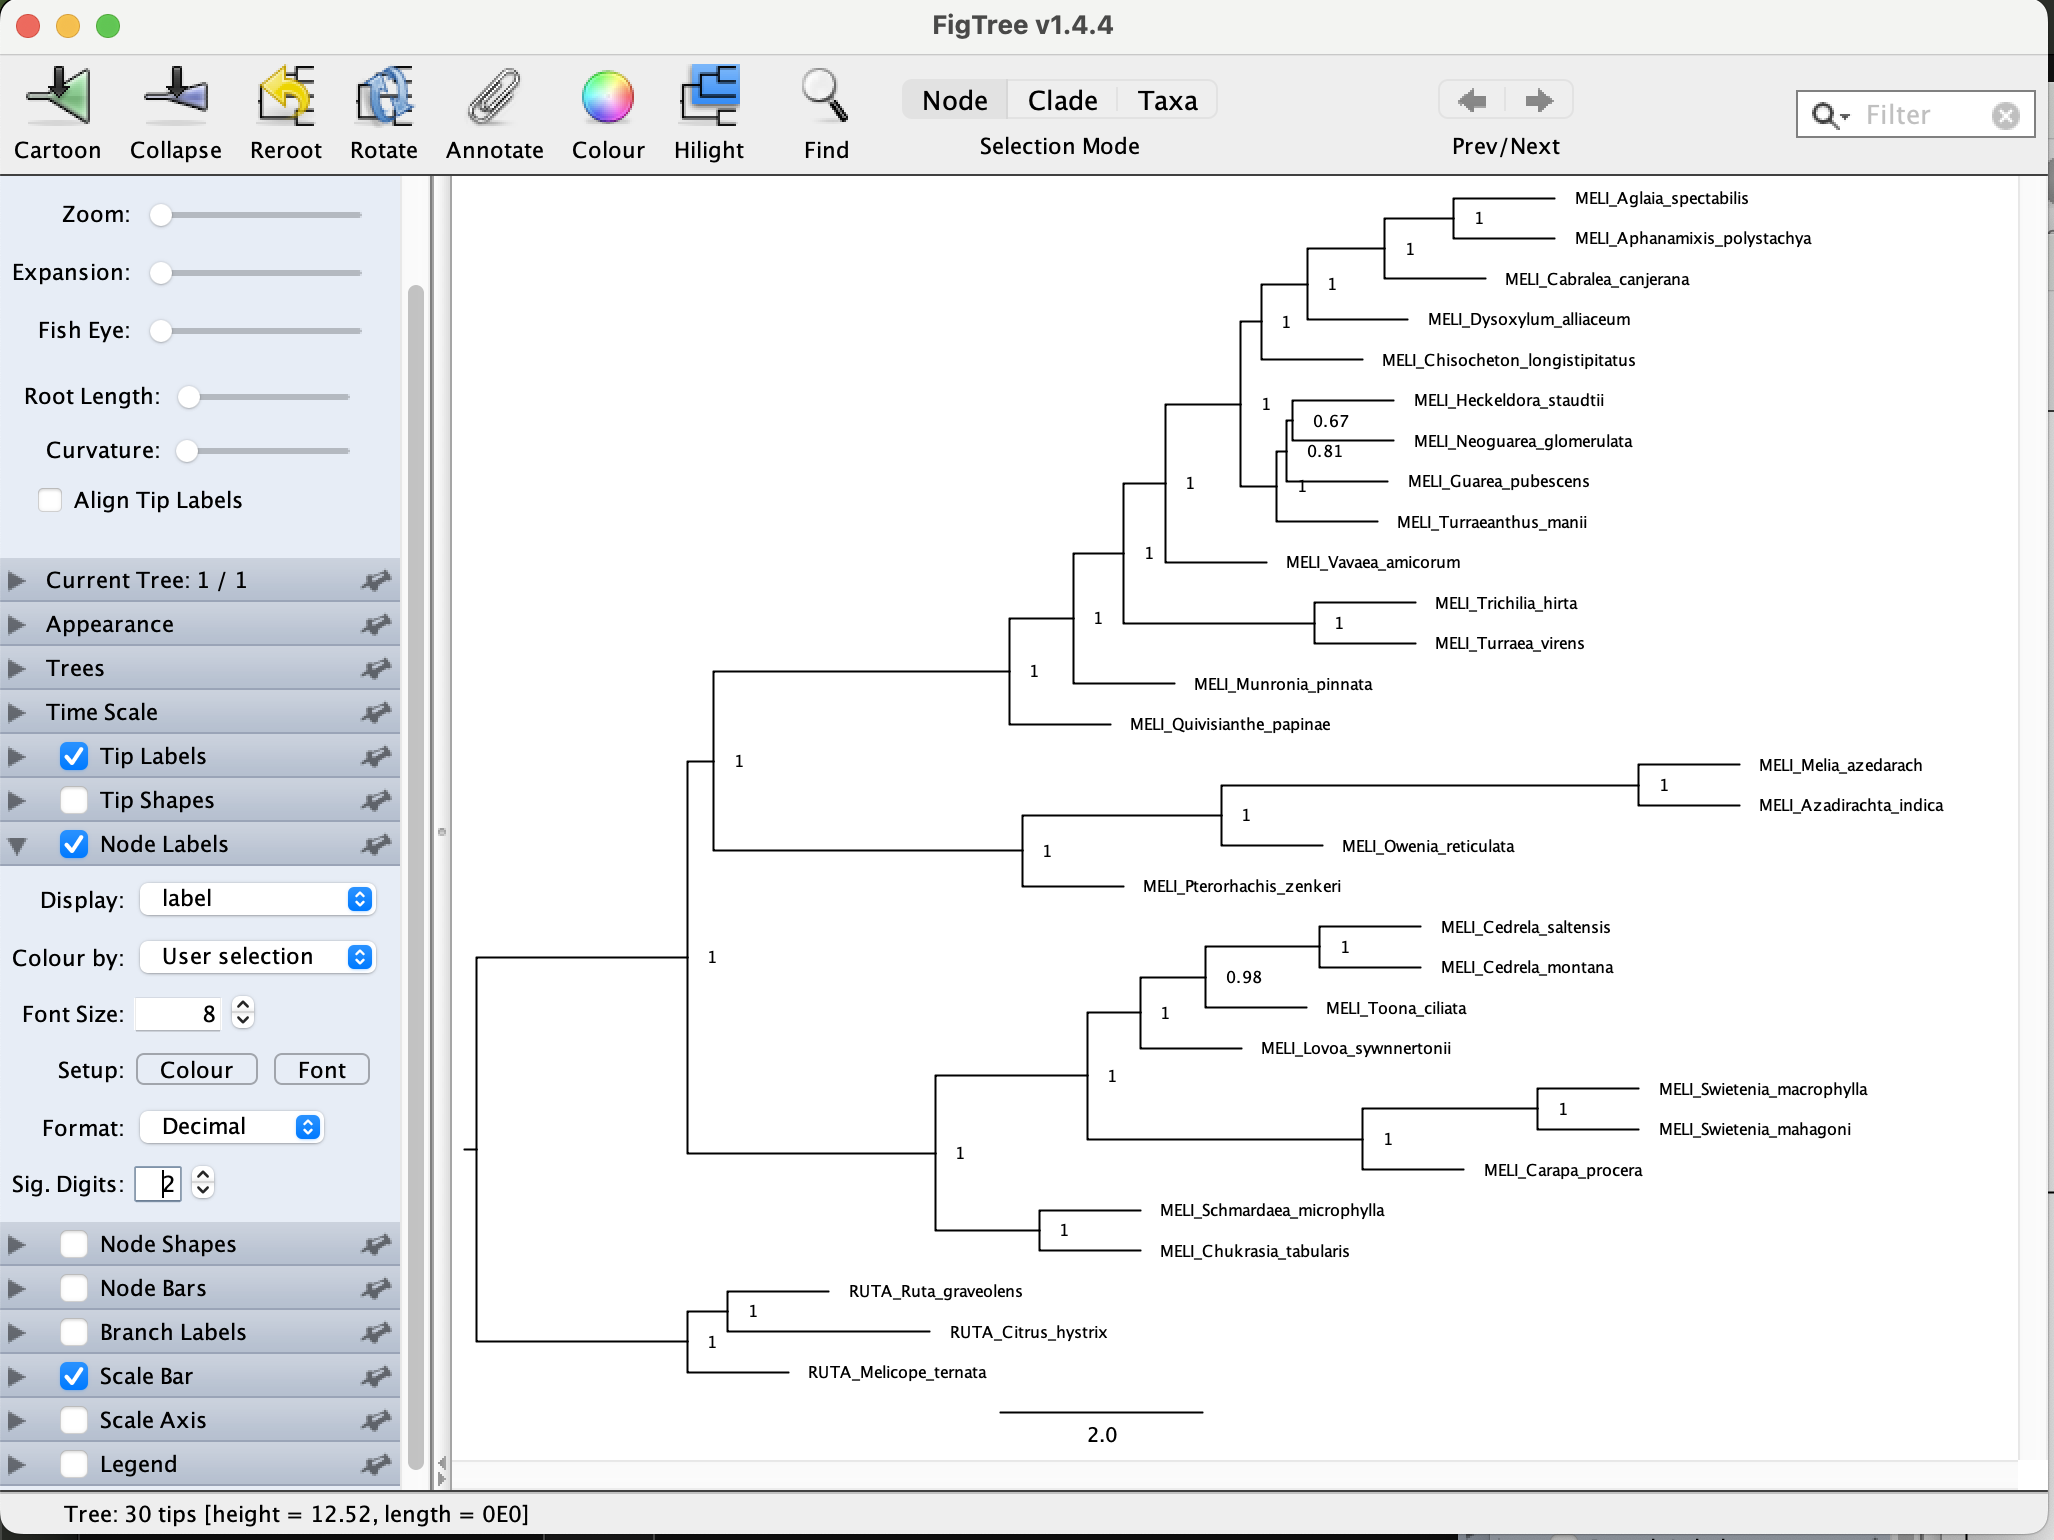 FigTree v1.4.4
Cartoon Collapse Reroot Rotate Annotate Colour Hilight Find
Node Clade Taxa
Selection Mode
Prev/Next
Filter
Zoom:
Expansion:
Fish Eye:
Root Length:
Curvature:
Align Tip Labels
Current Tree: 1 / 1
Appearance
Trees
Time Scale
Tip Labels
Tip Shapes
Node Labels
Display: label
Colour by: User selection
Font Size: 8
Setup: Colour Font
Format: Decimal
Sig. Digits: 2
Node Shapes
Node Bars
Branch Labels
Scale Bar
Scale Axis
Legend
MELI_Aglaia_spectabilis
1
MELI_Aphanamixis_polystachya
1
MELI_Cabralea_canjerana
1
MELI_Dysoxylum_alliaceum
1
MELI_Chisocheton_longistipitatus
MELI_Heckeldora_staudtii
1
0.67
MELI_Neoguarea_glomerulata
0.81
MELI_Guarea_pubescens
1
1
MELI_Turraeanthus_manii
1
MELI_Vavaea_amicorum
MELI_Trichilia_hirta
1
1
MELI_Turraea_virens
1
MELI_Munronia_pinnata
MELI_Quivisianthe_papinae
1
MELI_Melia_azedarach
1
MELI_Azadirachta_indica
1
MELI_Owenia_reticulata
1
MELI_Pterorhachis_zenkeri
MELI_Cedrela_saltensis
1
1
MELI_Cedrela_montana
0.98
MELI_Toona_ciliata
1
MELI_Lovoa_sywnnertonii
1
MELI_Swietenia_macrophylla
1
MELI_Swietenia_mahagoni
1
1
MELI_Carapa_procera
MELI_Schmardaea_microphylla
1
MELI_Chukrasia_tabularis
RUTA_Ruta_graveolens
1
RUTA_Citrus_hystrix
1
RUTA_Melicope_ternata
2.0
Tree: 30 tips [height = 12.52, length = 0E0]